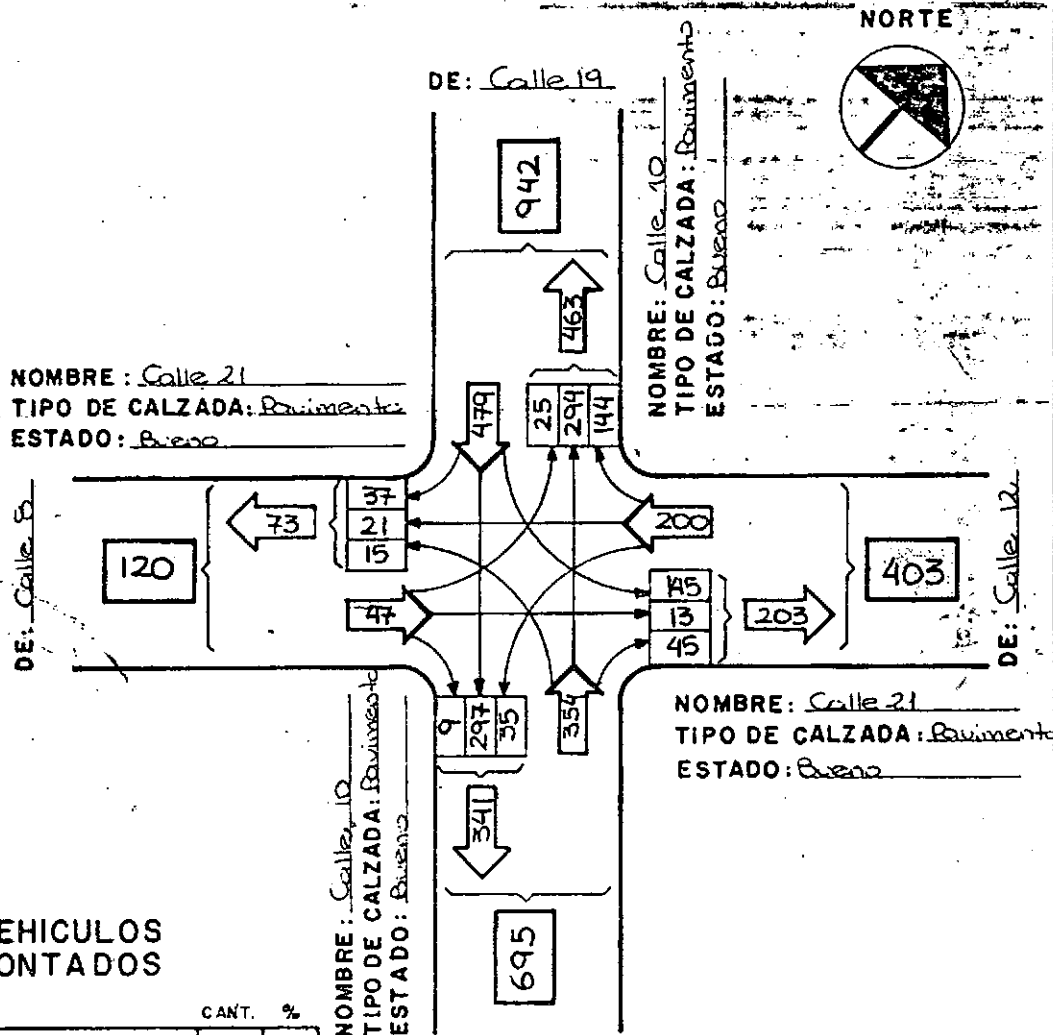 NORTE
DE: Calle 19
942
463
NOMBRE: Calle 10
TIPO DE CALZADA: Pavimento
ESTADO: Bueno
NOMBRE: Calle 21
TIPO DE CALZADA: Pavimento
ESTADO: Bueno
479
25 294 144
DE: Calle 8
120
73
37
21
15
200
403
DE: Calle 12
47
145
13
45
203
9 297 35
354
341
695
NOMBRE: Calle 21
TIPO DE CALZADA: Pavimento
ESTADO: Bueno
NOMBRE: Calle 10
TIPO DE CALZADA: Pavimento
ESTADO: Bueno
EHICULOS
ONTADOS
CANT. %